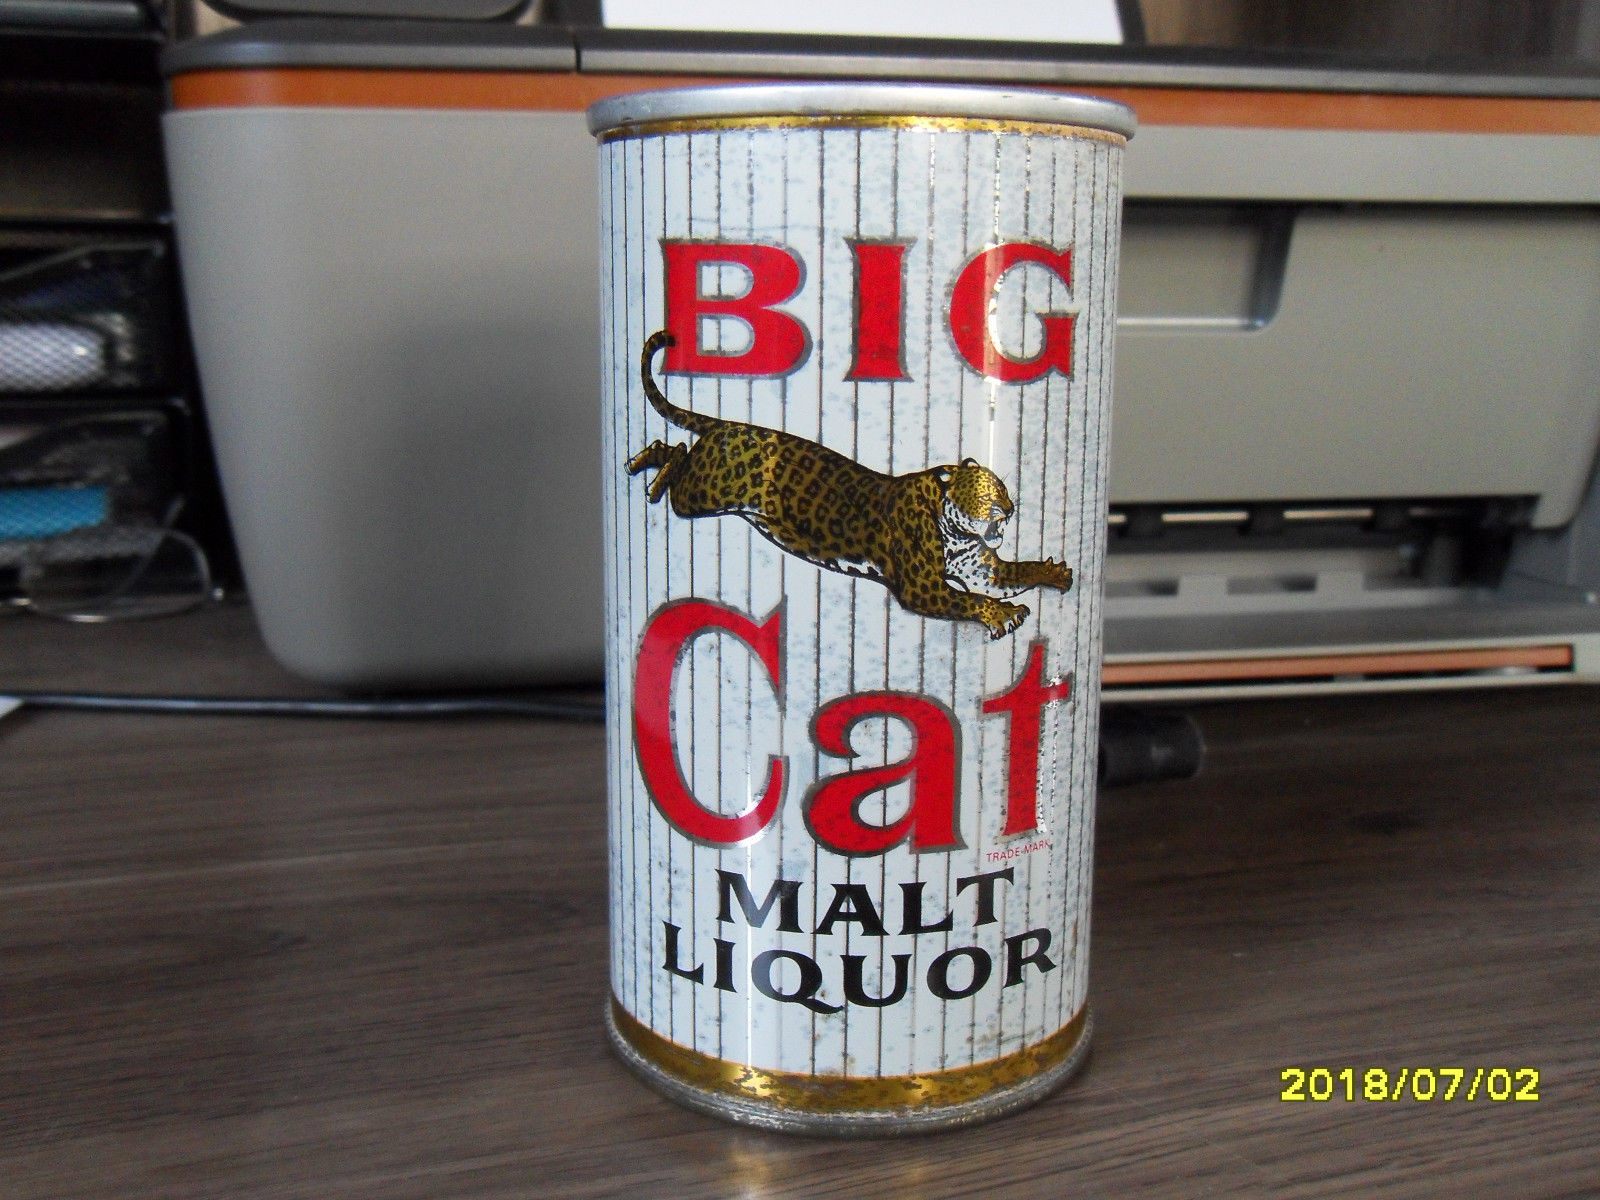 BIG
Cat
TRADE-MARK
MALT
LIQUOR
2018/07/02